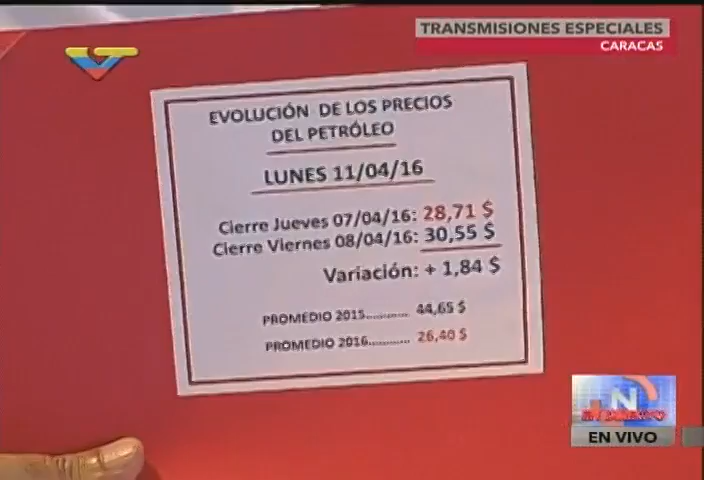 TRANSMISIONES ESPECIALES
CARACAS
EVOLUCIÓN DE LOS PRECIOS
DEL PETRÓLEO
LUNES 11/04/16
Cierre Jueves 07/04/16: 28,71 $
Cierre Viernes 08/04/16: 30,55 $
Variación: + 1,84 $
PROMEDIO 2015........... 44,65 $
PROMEDIO 2016........... 26,40 $
N
EN VIVO